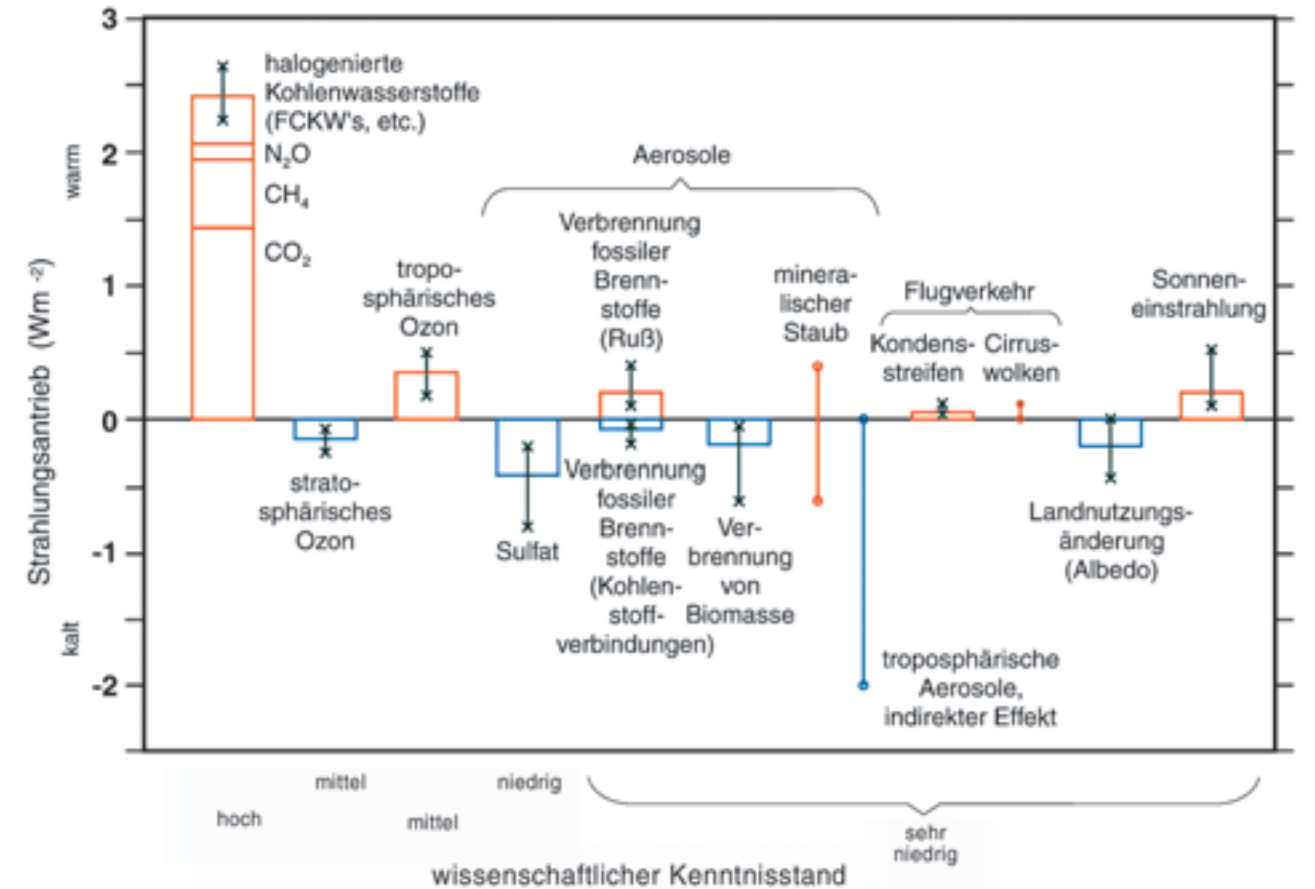 3
2
1
0
-1
-2
warm
kalt
Strahlungsantrieb (Wm -2)
halogenierte
Kohlenwasserstoffe
(FCKW's, etc.)
N2O
CH4
CO2
strato-
sphärisches
Ozon
tropo-
sphärisches
Ozon
Aerosole
Sulfat
Verbrennung
fossiler
Brenn-
stoffe
(Ruß)
Verbrennung
fossiler
Brenn-
stoffe
(Kohlen-
stoff-
verbindungen)
Ver-
brennung
von
Biomasse
minera-
lischer
Staub
troposphärische
Aerosole,
indirekter Effekt
Flugverkehr
Kondens-
streifen
Cirrus-
wolken
Landnutzungs-
änderung
(Albedo)
Sonnen-
einstrahlung
hoch
mittel
mittel
niedrig
sehr
niedrig
wissenschaftlicher Kenntnisstand